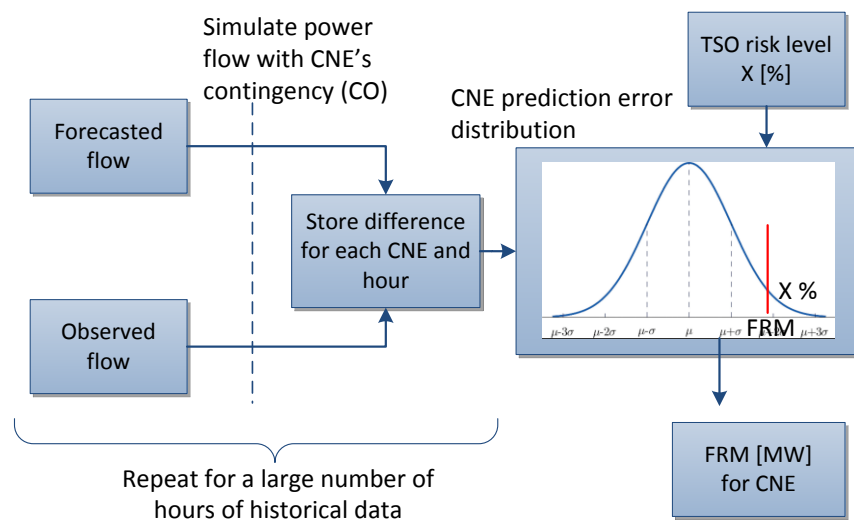 Simulate power
flow with CNE's
contingency (CO)
TSO risk level
X [%]
Forecasted
flow
CNE prediction error
distribution
Store difference
for each CNE and
hour
X %
FRM
μ-3σ μ-2σ μ-σ μ μ+σ μ+3σ
Observed
flow
Repeat for a large number of
hours of historical data
FRM [MW]
for CNE